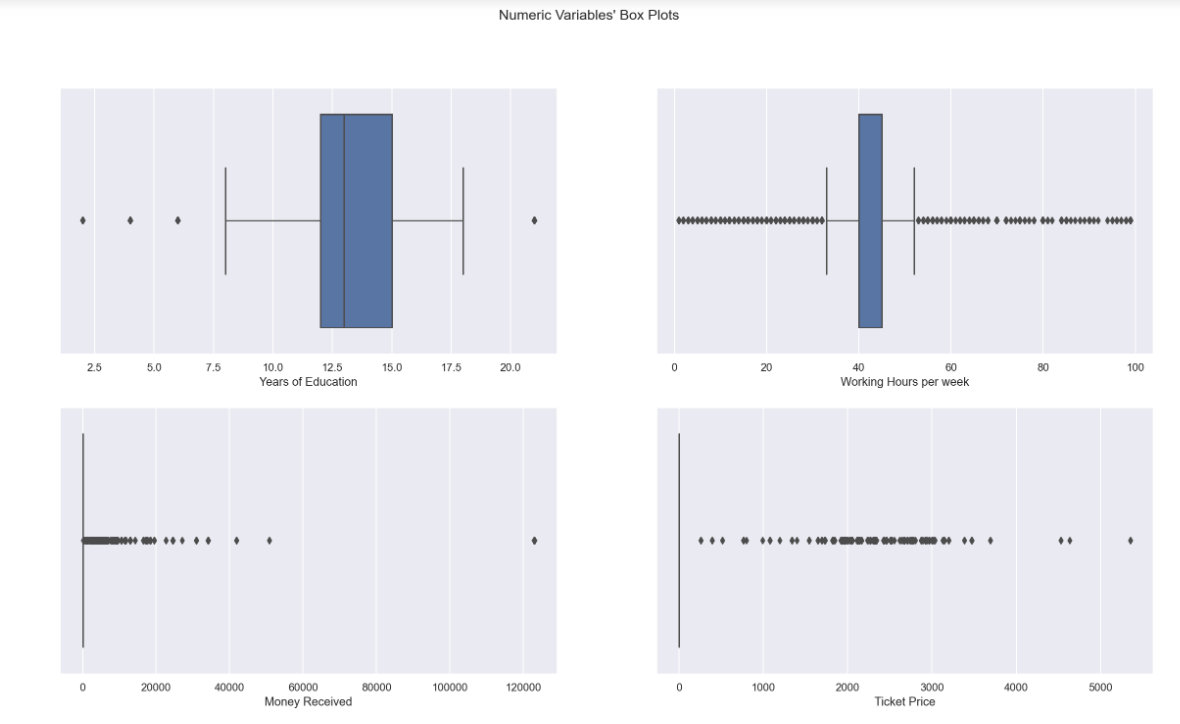 Numeric Variables' Box Plots
2.5 5.0 7.5 10.0 12.5 15.0 17.5 20.0
Years of Education
0 20 40 60 80 100
Working Hours per week
0 20000 40000 60000 80000 100000 120000
Money Received
0 1000 2000 3000 4000 5000
Ticket Price